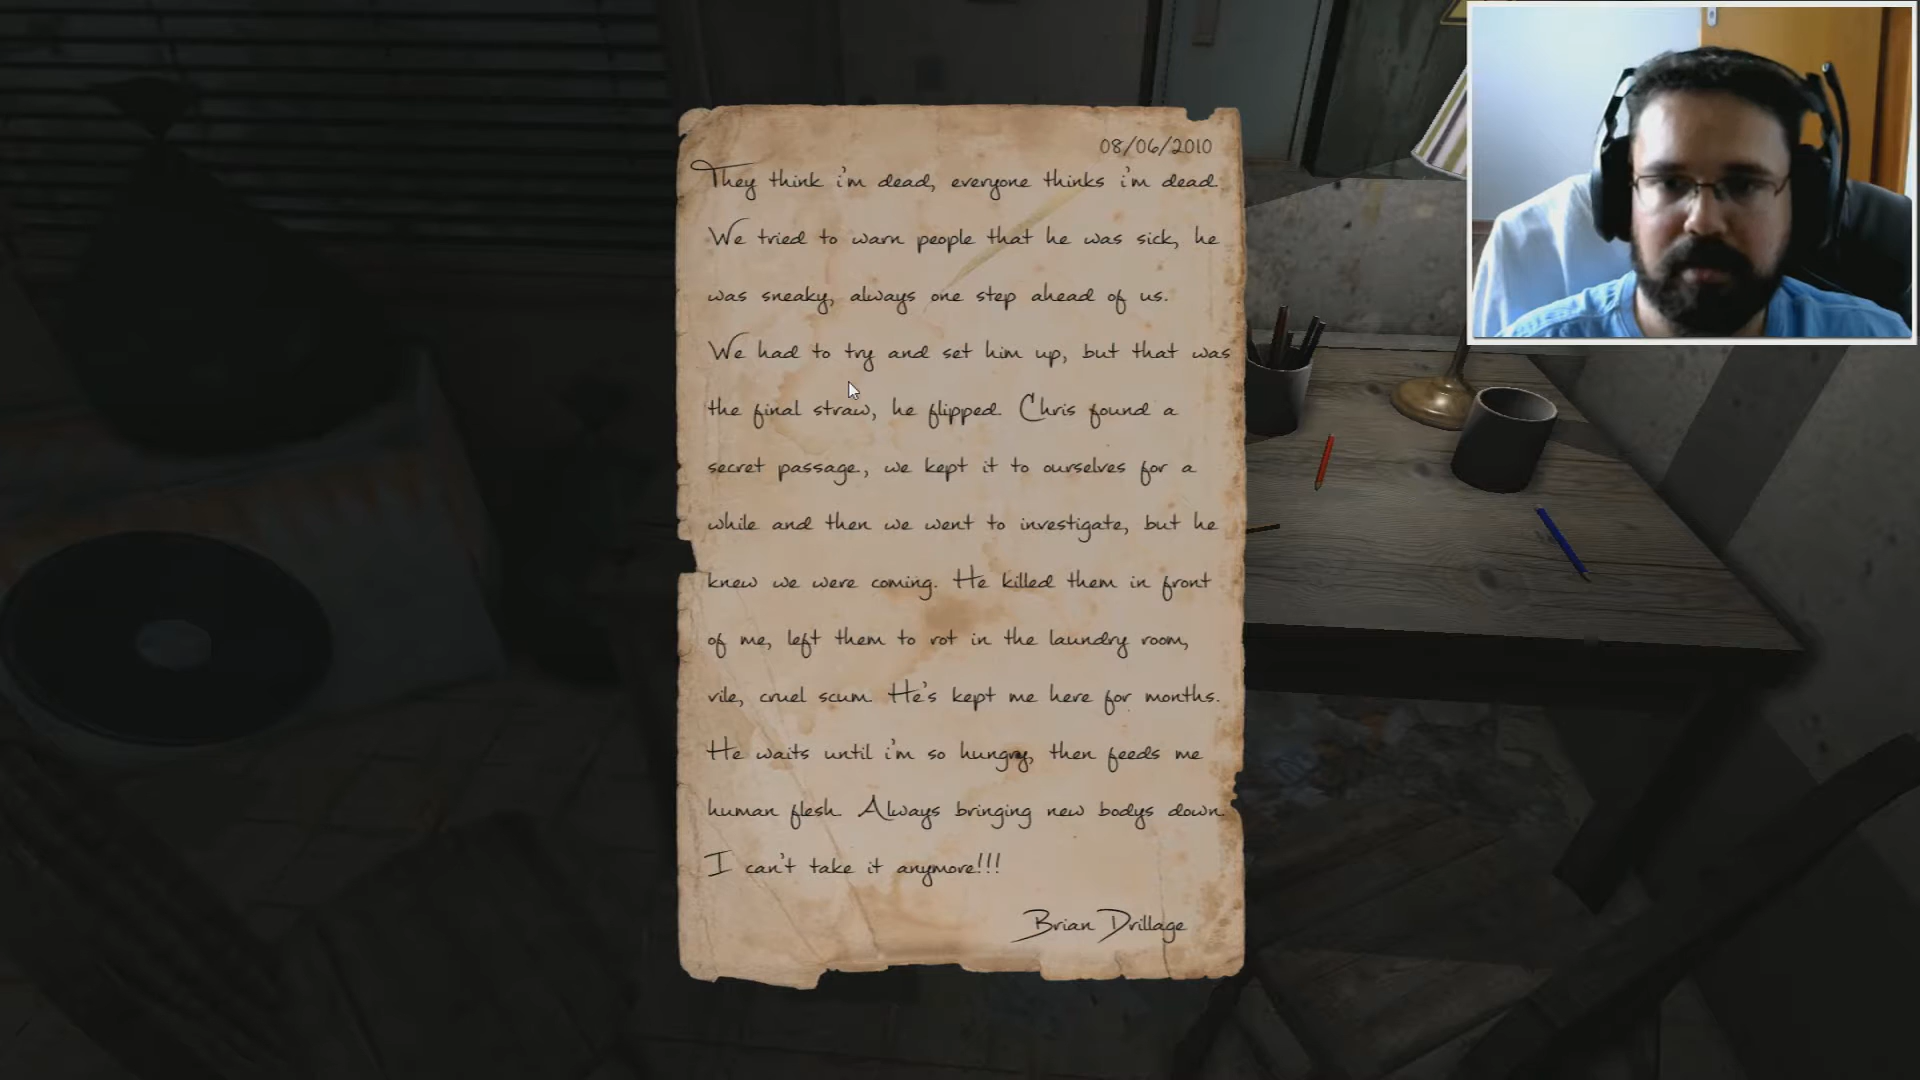 08/06/2010
They think i'm dead, everyone thinks i'm dead.
We tried to warn people that he was sick, he
was sneaky, always one step ahead of us.
We had to try and set him up, but that was
the final straw, he flipped. Chris found a
secret passage, we kept it to ourselves for a
while and then we went to investigate, but he
knew we were coming. He killed them in front
of me, left them to rot in the laundry room,
vile, cruel scum. He's kept me here for months.
He waits until i'm so hungry, then feeds me
human flesh. Always bringing new bodys down.
I can't take it anymore!!!
Brian Drillage